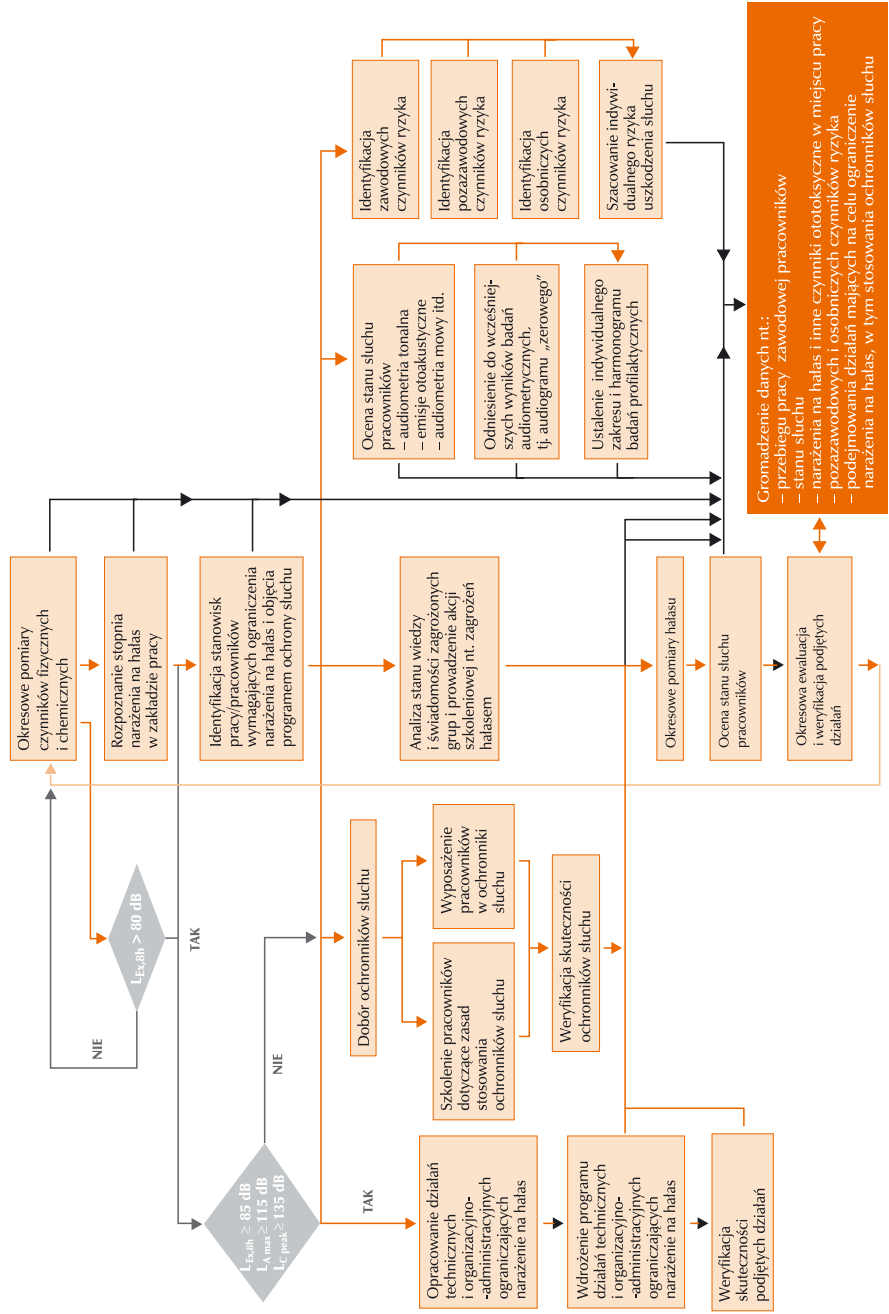 Okresowe pomiary
czynników fizycznych
i chemicznych
Rozpoznanie stopnia
narażenia na hałas
w zakładzie pracy
Identyfikacja stanowisk
pracy/pracowników
wymagających ograniczenia
narażenia na hałas i objęcia
programem ochrony słuchu
L Ex,8h > 80 dB
NIE
TAK
L Ex,8h ≥ 85 dB
L A max ≥ 115 dB
L C peak ≥ 135 dB
NIE
TAK
Opracowanie działań
technicznych
i organizacyjno-
-administracyjnych
ograniczających
narażenie na hałas
Wdrożenie programu
działań technicznych
i organizacyjno-
-administracyjnych
ograniczających
narażenie na hałas
Weryfikacja
skuteczności
podjętych działań
Dobór ochronników słuchu
Szkolenie pracowników
dotyczące zasad
stosowania
ochronników słuchu
Wyposażenie
pracowników
w ochronniki
słuchu
Weryfikacja skuteczności
ochronników słuchu
Analiza stanu wiedzy
i świadomości zagrożonych
grup i prowadzenie akcji
szkoleniowej nt. zagrożeń
hałasem
Okresowe pomiary hałasu
Ocena stanu słuchu
pracowników
Okresowa ewaluacja
i weryfikacja podjętych
działań
Ocena stanu słuchu
pracowników
– audiometria tonalna
– emisje otoakustyczne
– audiometria mowy itd.
Odniesienie do wcześniej-
szych wyników badań
audiometrycznych,
tj. audiogramu „zerowego”
Ustalenie indywidualnego
zakresu i harmonogramu
badań profilaktycznych
Identyfikacja
zawodowych
czynników ryzyka
Identyfikacja
pozazawodowych
czynników ryzyka
Identyfikacja
osobniczych
czynników ryzyka
Szacowanie indywi-
dualnego ryzyka
uszkodzenia słuchu
Gromadzenie danych nt.:
– przebiegu pracy zawodowej pracowników
– stanu słuchu
– narażenia na hałas i inne czynniki ototoksyczne w miejscu pracy
– pozazawodowych i osobniczych czynników ryzyka
– podejmowania działań mających na celu ograniczenie
narażenia na hałas, w tym stosowania ochronników słuchu